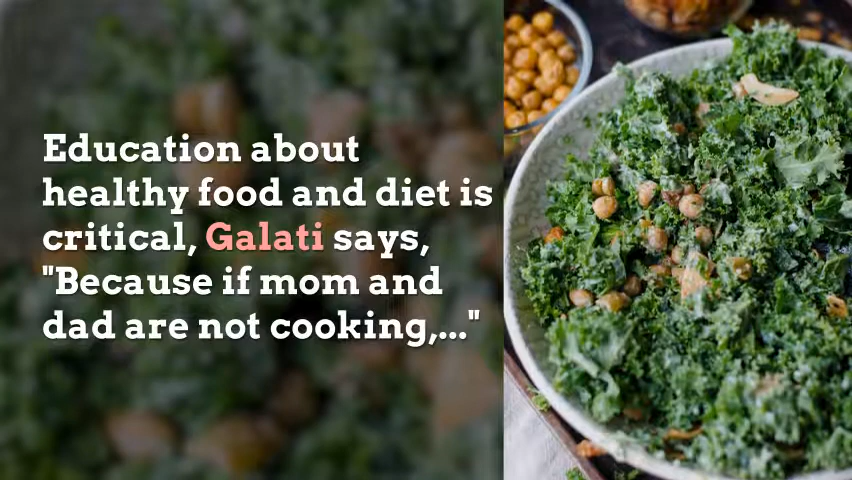 Education about
healthy food and diet is
critical, Galati says,
"Because if mom and
dad are not cooking,..."